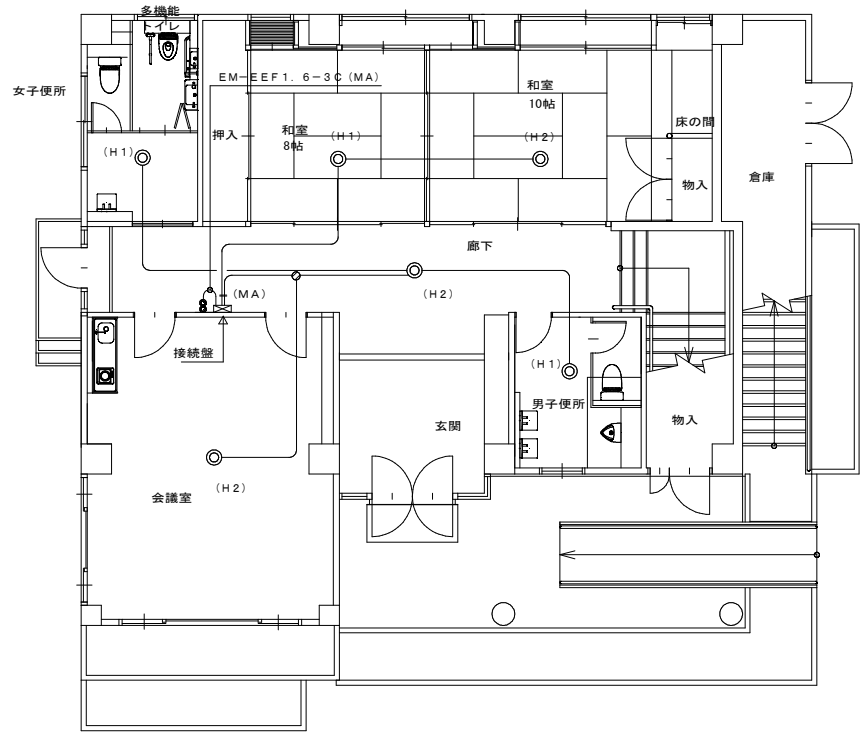 多機能
トイレ
女子便所
EM-EEF1.6-3C(MA)
和室
10帖
押入
和室
8帖
(H1)
(H2)
床の間
(H1)
物入
倉庫
廊下
(MA)
(H2)
接続盤
(H1)
男子便所
物入
玄関
会議室
(H2)